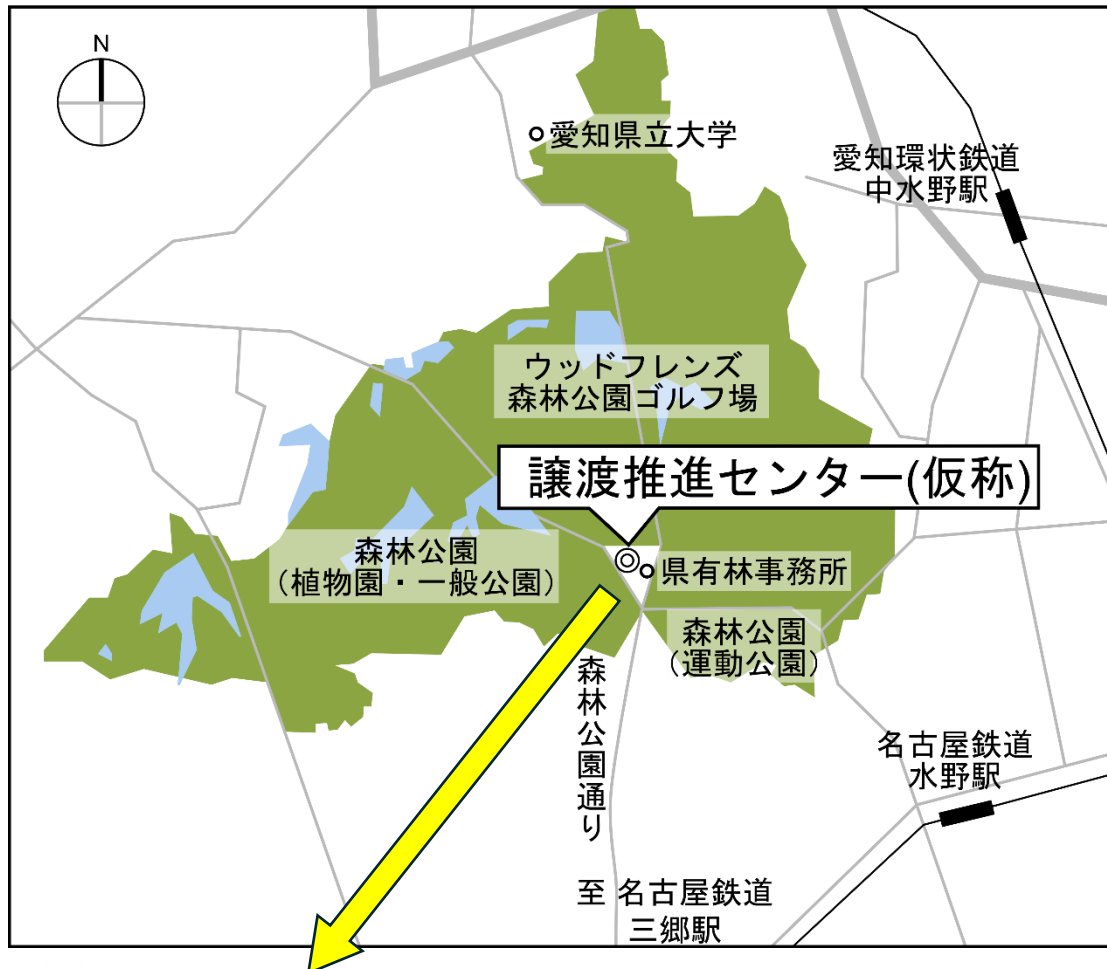 N
愛知県立大学
愛知環状鉄道
中水野駅
ウッドフレンズ
森林公園ゴルフ場
譲渡推進センター(仮称)
県有林事務所
森林公園
(植物園・一般公園)
森林公園
(運動公園)
森林公園通り
名古屋鉄道
水野駅
至 名古屋鉄道
三郷駅